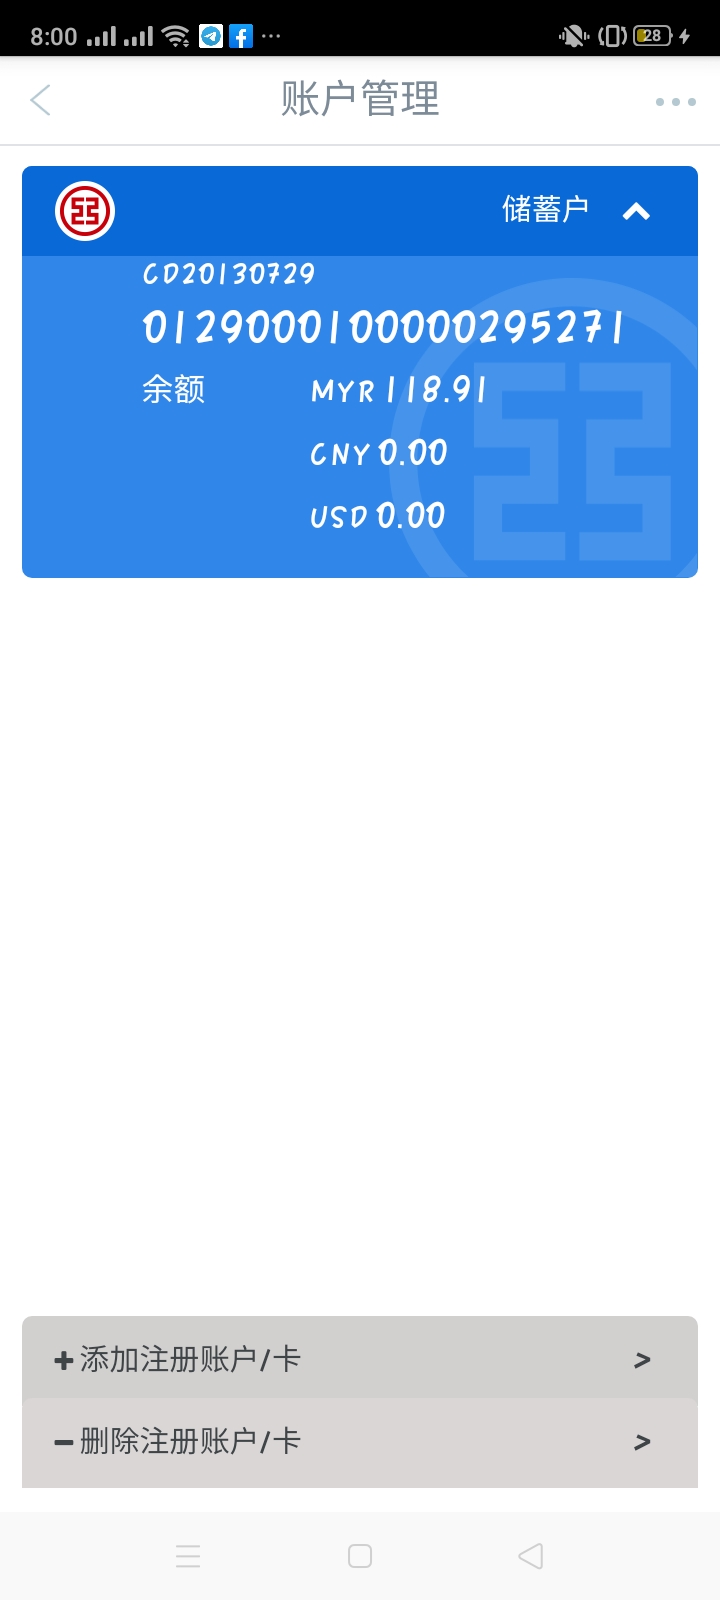 8:00 28
账户管理
储蓄户
CD20130729
0129000100000295271
余额 MYR 118.91
CNY 0.00
USD 0.00
+添加注册账户/卡 >
-删除注册账户/卡 >